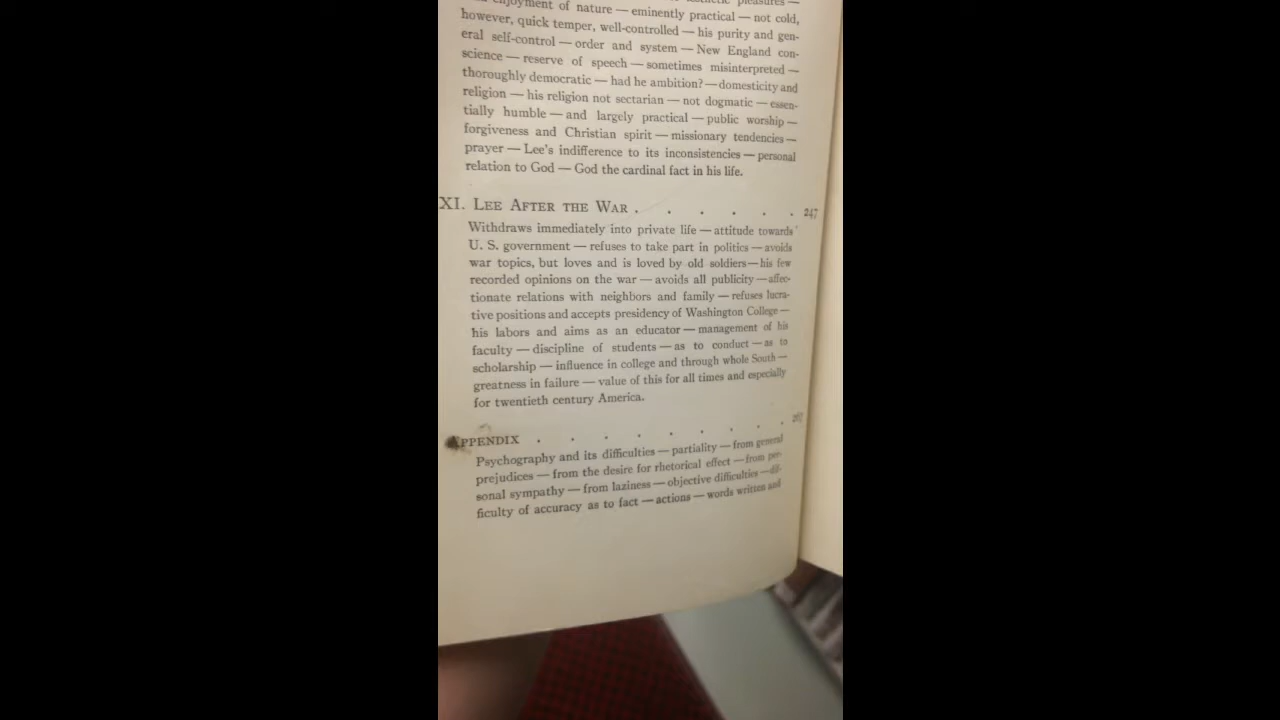 enjoyment of nature — eminently practical — not cold,
however, quick temper, well-controlled — his purity and gen-
eral self-control — order and system — New England con-
science — reserve of speech — sometimes misinterpreted —
thoroughly democratic — had he ambition? — domesticity and
religion — his religion not sectarian — not dogmatic — essen-
tially humble — and largely practical — public worship —
forgiveness and Christian spirit — missionary tendencies —
prayer — Lee's indifference to its inconsistencies — personal
relation to God — God the cardinal fact in his life.
XI. LEE AFTER THE WAR . . . . . . 247
Withdraws immediately into private life — attitude towards
U. S. government — refuses to take part in politics — avoids
war topics, but loves and is loved by old soldiers — his few
recorded opinions on the war — avoids all publicity — affec-
tionate relations with neighbors and family — refuses lucra-
tive positions and accepts presidency of Washington College —
his labors and aims as an educator — management of his
faculty — discipline of students — as to conduct — as to
scholarship — influence in college and through whole South —
greatness in failure — value of this for all times and especially
for twentieth century America.
APPENDIX . . . . . . . .
Psychography and its difficulties — partiality — from general
prejudices — from the desire for rhetorical effect — from per-
sonal sympathy — from laziness — objective difficulties — dif-
ficulty of accuracy as to fact — actions — words written and